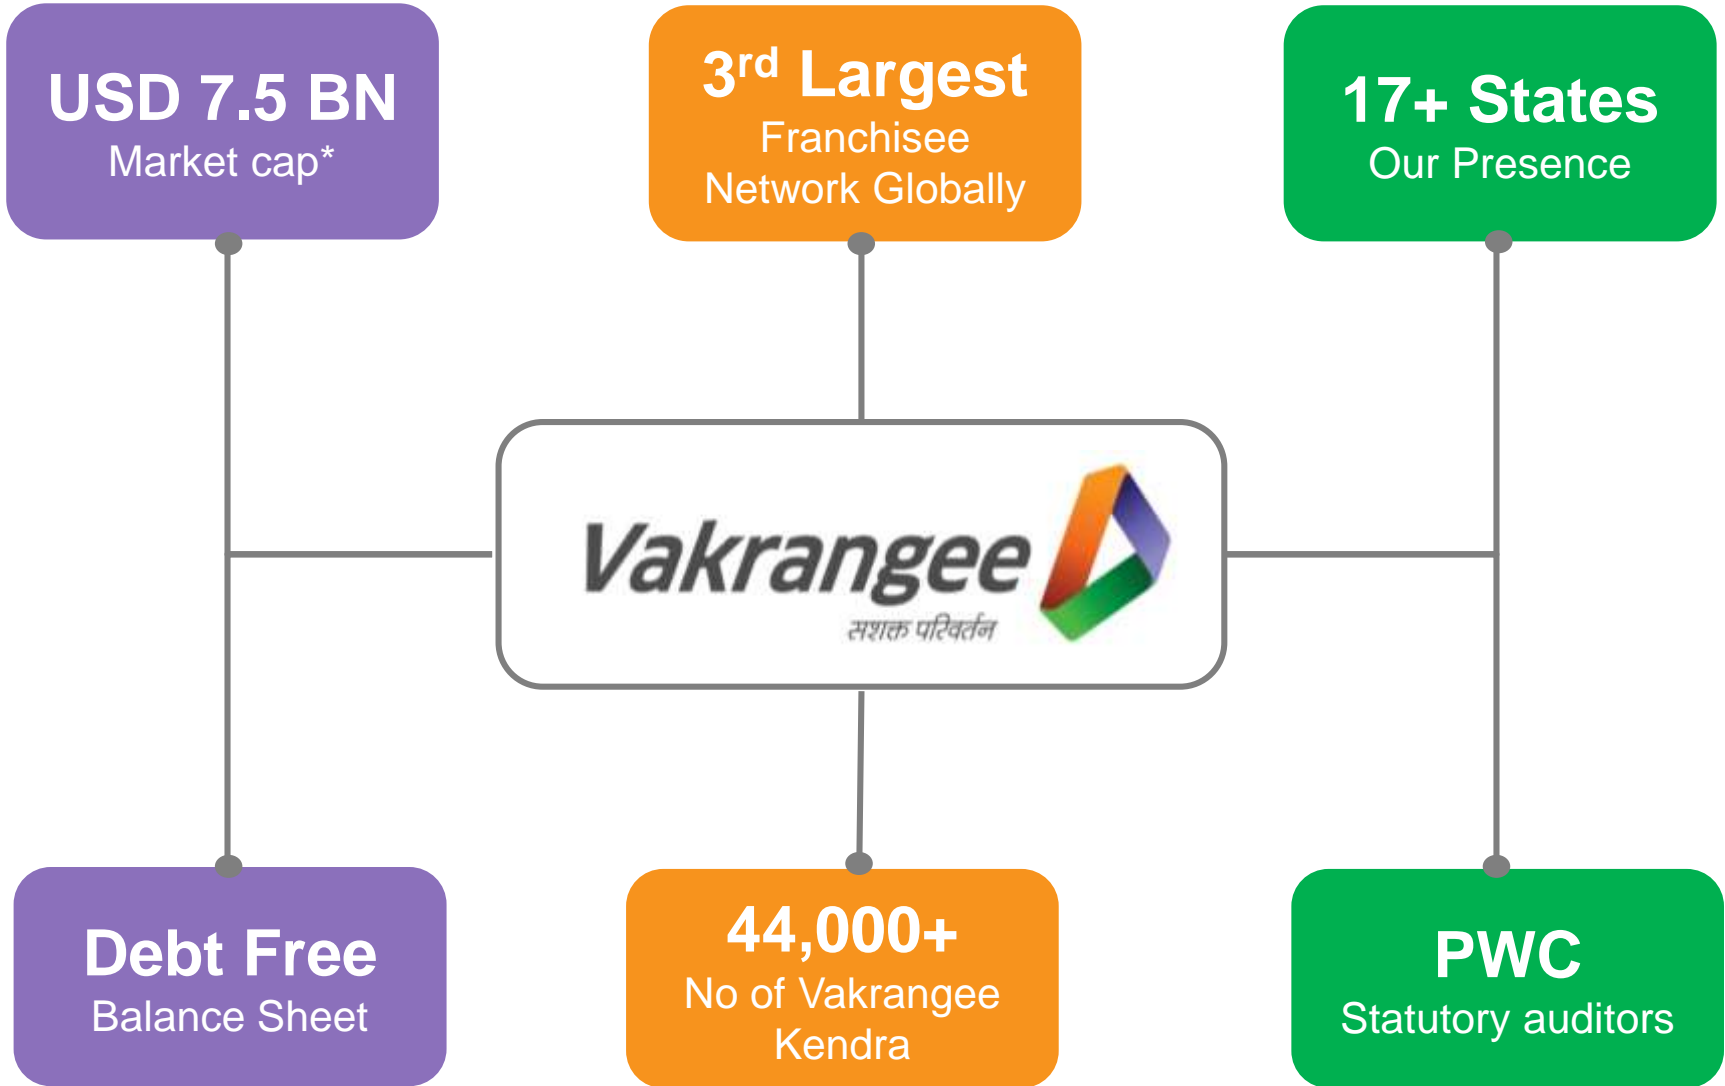 USD 7.5 BN
Market cap*
3rd Largest
Franchisee
Network Globally
17+ States
Our Presence
Vakrangee
सशक्त परिवर्तन
Debt Free
Balance Sheet
44,000+
No of Vakrangee
Kendra
PWC
Statutory auditors